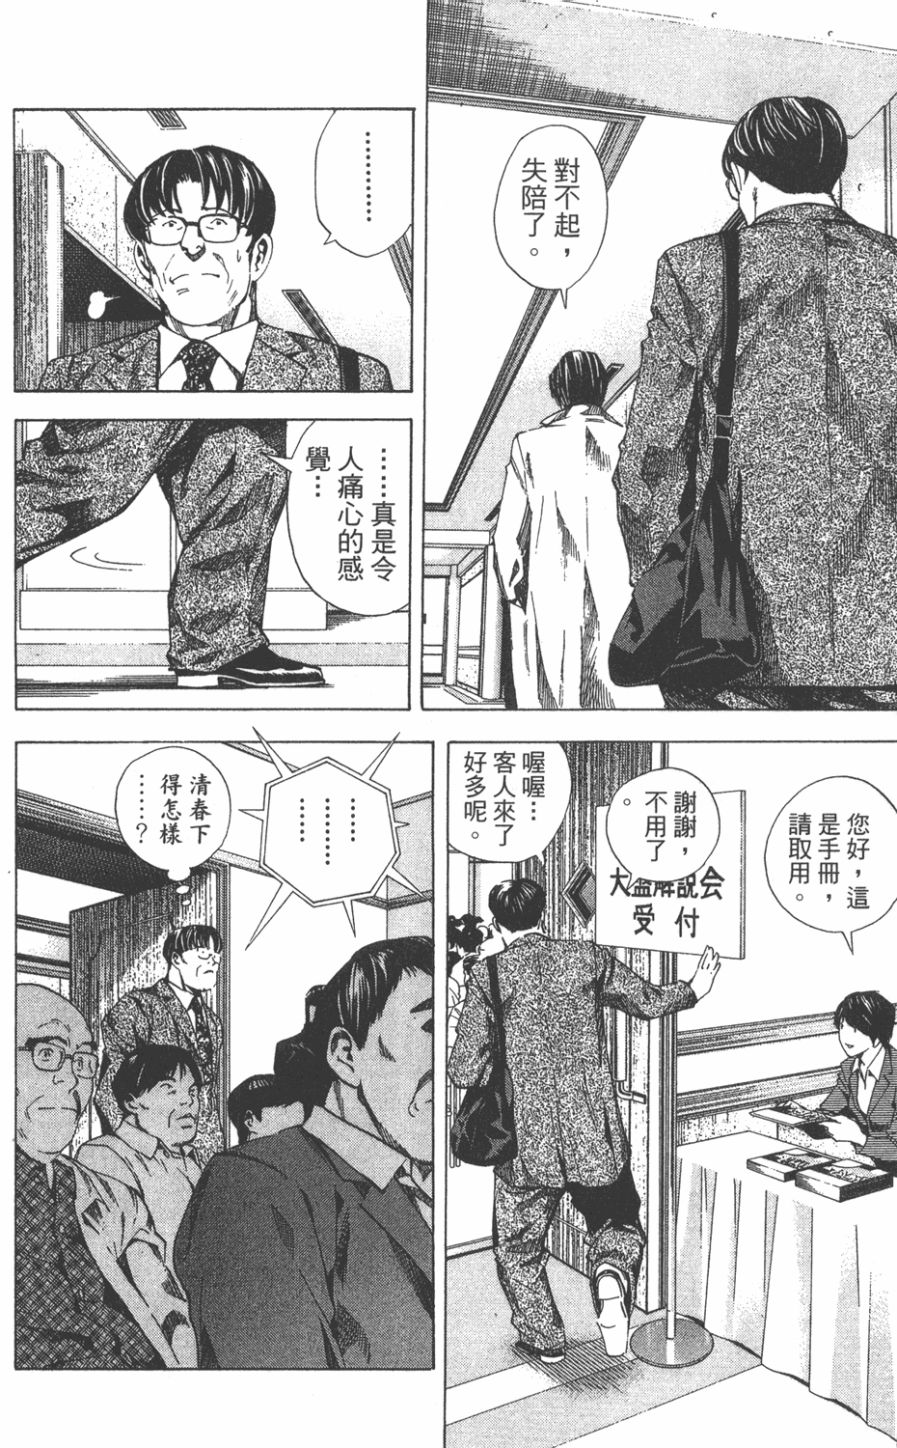 對不起，
失陪了。
…………
……真是令
人痛心的感
覺…
您好，這
是手冊，
請取用。
謝謝，
不用了
。
大盤解説会
受付
喔喔…
客人來了
好多呢。
………
…………
………
清春下
得怎樣
……？